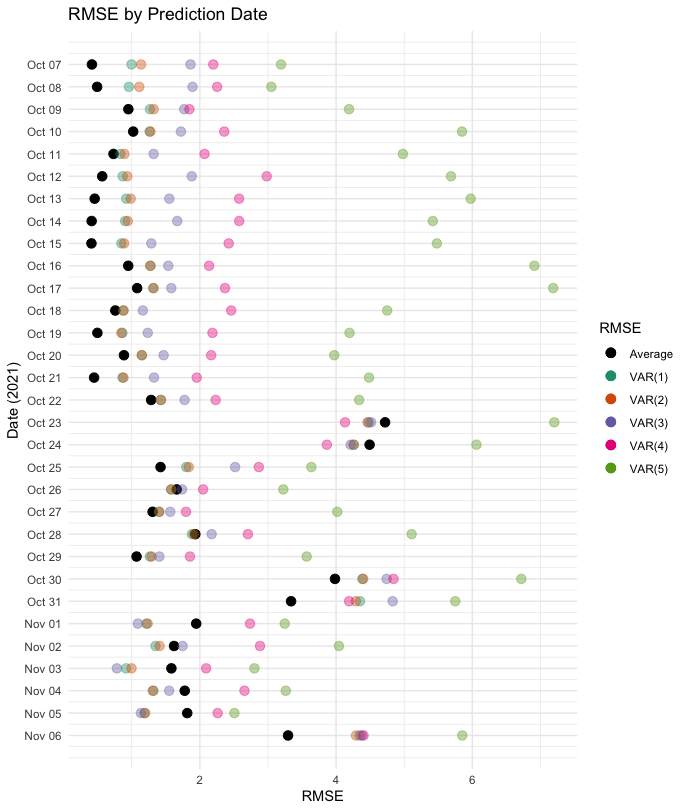 RMSE by Prediction Date
Date (2021)
Oct 07
Oct 08
Oct 09
Oct 10
Oct 11
Oct 12
Oct 13
Oct 14
Oct 15
Oct 16
Oct 17
Oct 18
Oct 19
Oct 20
Oct 21
Oct 22
Oct 23
Oct 24
Oct 25
Oct 26
Oct 27
Oct 28
Oct 29
Oct 30
Oct 31
Nov 01
Nov 02
Nov 03
Nov 04
Nov 05
Nov 06
2 4 6
RMSE
RMSE
Average
VAR(1)
VAR(2)
VAR(3)
VAR(4)
VAR(5)